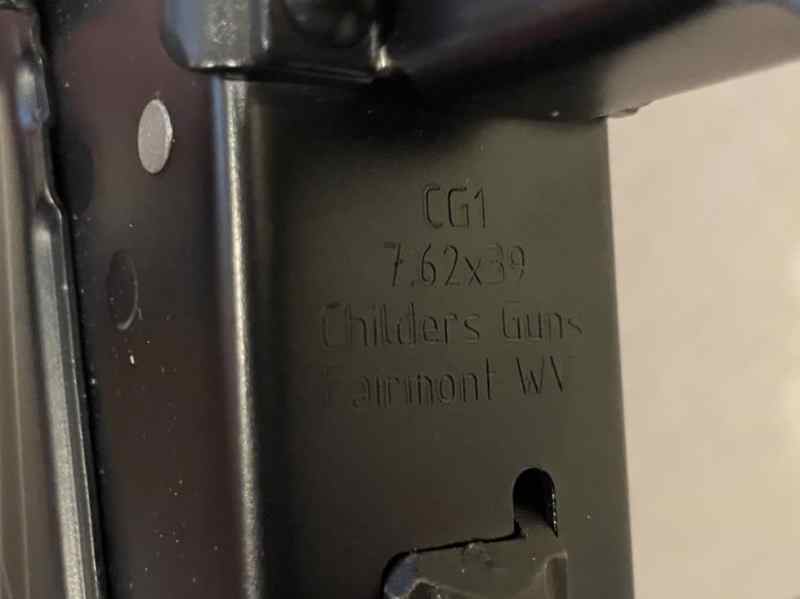 CG1
7.62x39
Childers Guns
Fairmont WV